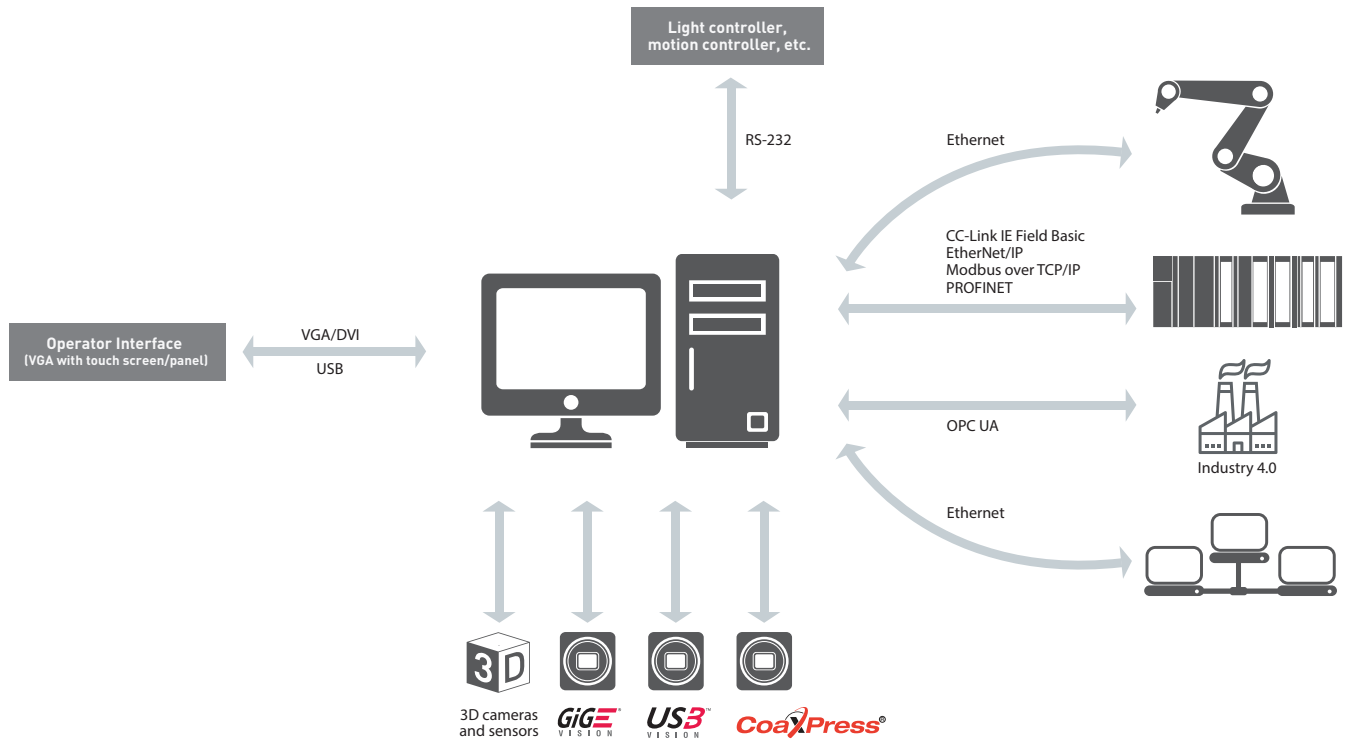 Light controller,
motion controller, etc.
RS-232
Ethernet
CC-Link IE Field Basic
EtherNet/IP
Modbus over TCP/IP
PROFINET
Operator Interface
(VGA with touch screen/panel)
VGA/DVI
USB
OPC UA
Industry 4.0
Ethernet
3D
3D cameras
and sensors
GiGE®
VISION
USB™
VISION
CoaXPress®